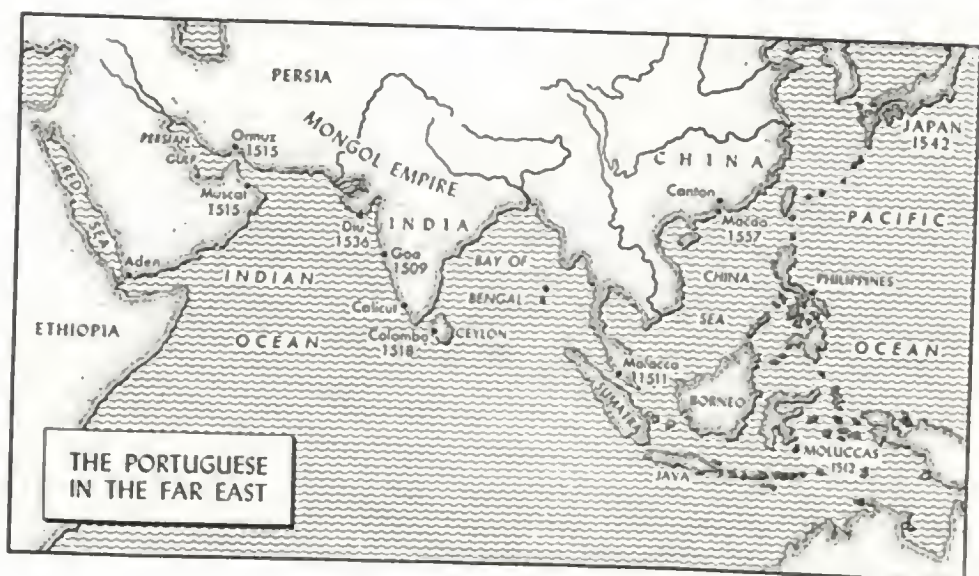 PERSIA
MONGOL EMPIRE
PERSIAN
GULF
Ormuz
1515
Muscat
1515
RED SEA
Aden
ETHIOPIA
INDIAN
OCEAN
Diu
1536
INDIA
Goa
1509
Calicut
Colombo
1518
CEYLON
BAY OF
BENGAL
CHINA
Canton
Macao
1557
JAPAN
1542
PACIFIC
OCEAN
CHINA
SEA
PHILIPPINES
Malacca
1511
SUMATRA
BORNEO
JAVA
MOLUCCAS
1512
THE PORTUGUESE
IN THE FAR EAST